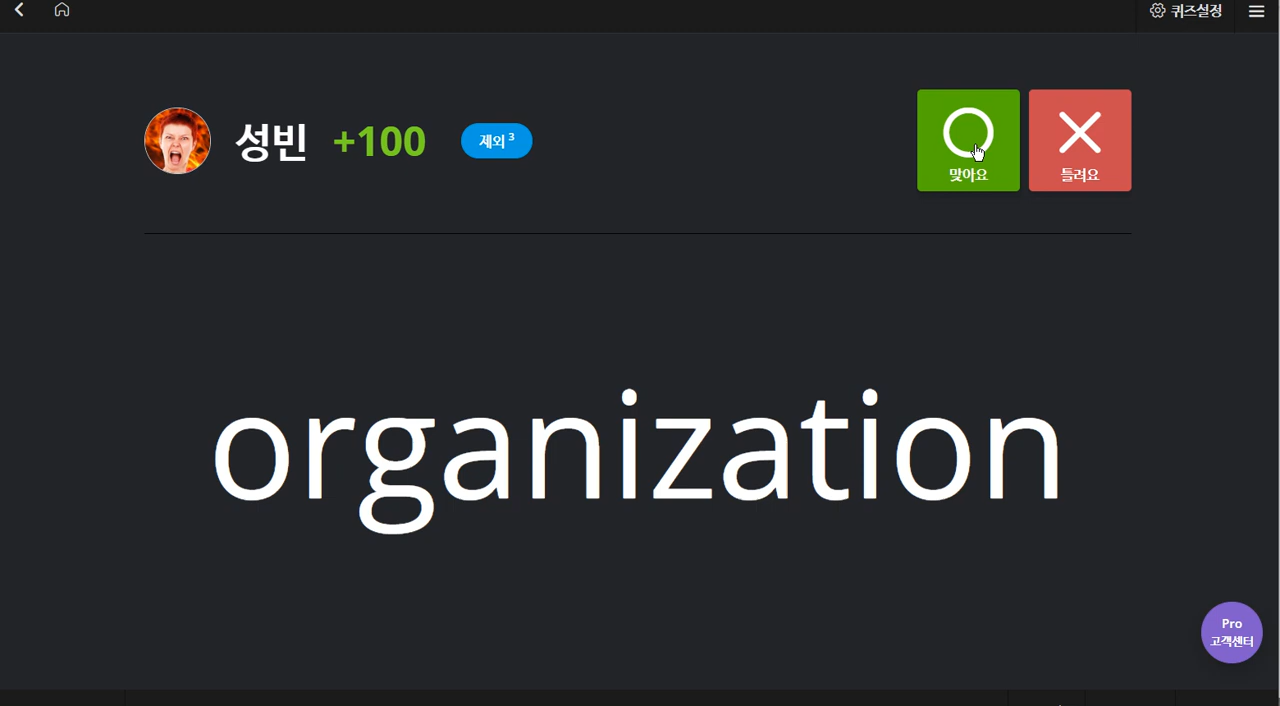 퀴즈설정
성빈 +100 제외 3
맞아요 틀려요
organization
Pro
고객센터